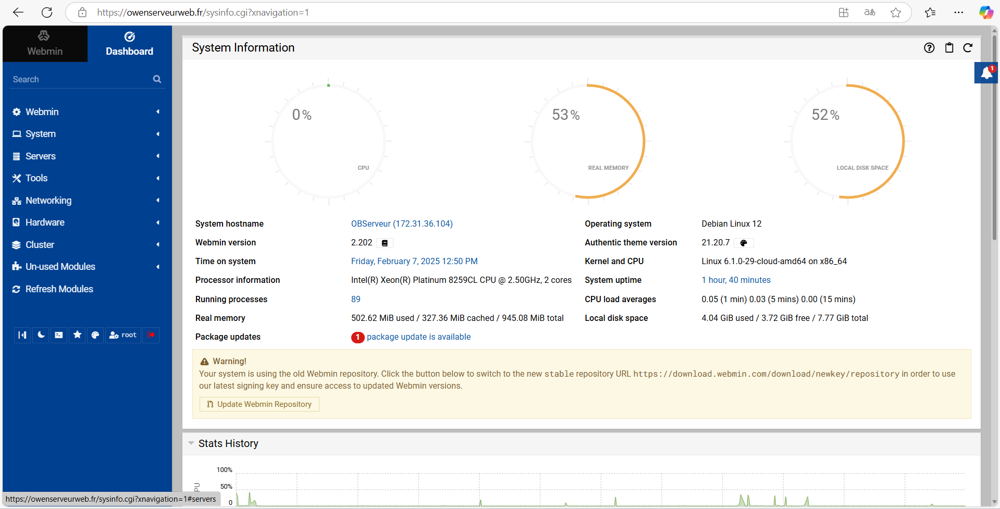 https://owenserveurweb.fr/sysinfo.cgi?xnavigation=1
Webmin
Dashboard
Search
Webmin
System
Servers
Tools
Networking
Hardware
Cluster
Un-used Modules
Refresh Modules
root
System Information
1
0%
CPU
53%
REAL MEMORY
52%
LOCAL DISK SPACE
System hostname OBServeur (172.31.36.104) Operating system Debian Linux 12
Webmin version 2.202 Authentic theme version 21.20.7
Time on system Friday, February 7, 2025 12:50 PM Kernel and CPU Linux 6.1.0-29-cloud-amd64 on x86_64
Processor information Intel(R) Xeon(R) Platinum 8259CL CPU @ 2.50GHz, 2 cores System uptime 1 hour, 40 minutes
Running processes 89 CPU load averages 0.05 (1 min) 0.03 (5 mins) 0.00 (15 mins)
Real memory 502.62 MiB used / 327.36 MiB cached / 945.08 MiB total Local disk space 4.04 GiB used / 3.72 GiB free / 7.77 GiB total
Package updates 1 package update is available
Warning!
Your system is using the old Webmin repository. Click the button below to switch to the new stable repository URL https://download.webmin.com/download/newkey/repository in order to use
our latest signing key and ensure access to updated Webmin versions.
Update Webmin Repository
Stats History
100%
50%
0
https://owenserveurweb.fr/sysinfo.cgi?xnavigation=1#servers